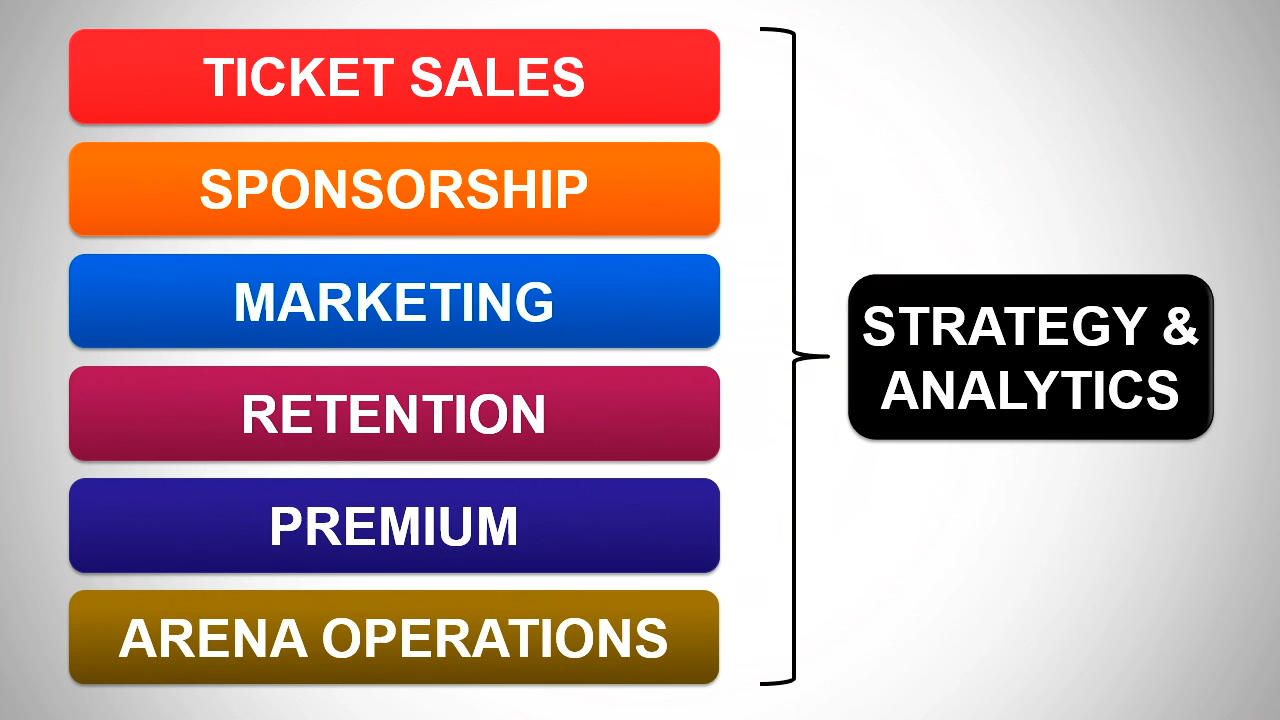 TICKET SALES
SPONSORSHIP
MARKETING
RETENTION
PREMIUM
ARENA OPERATIONS
STRATEGY &
ANALYTICS